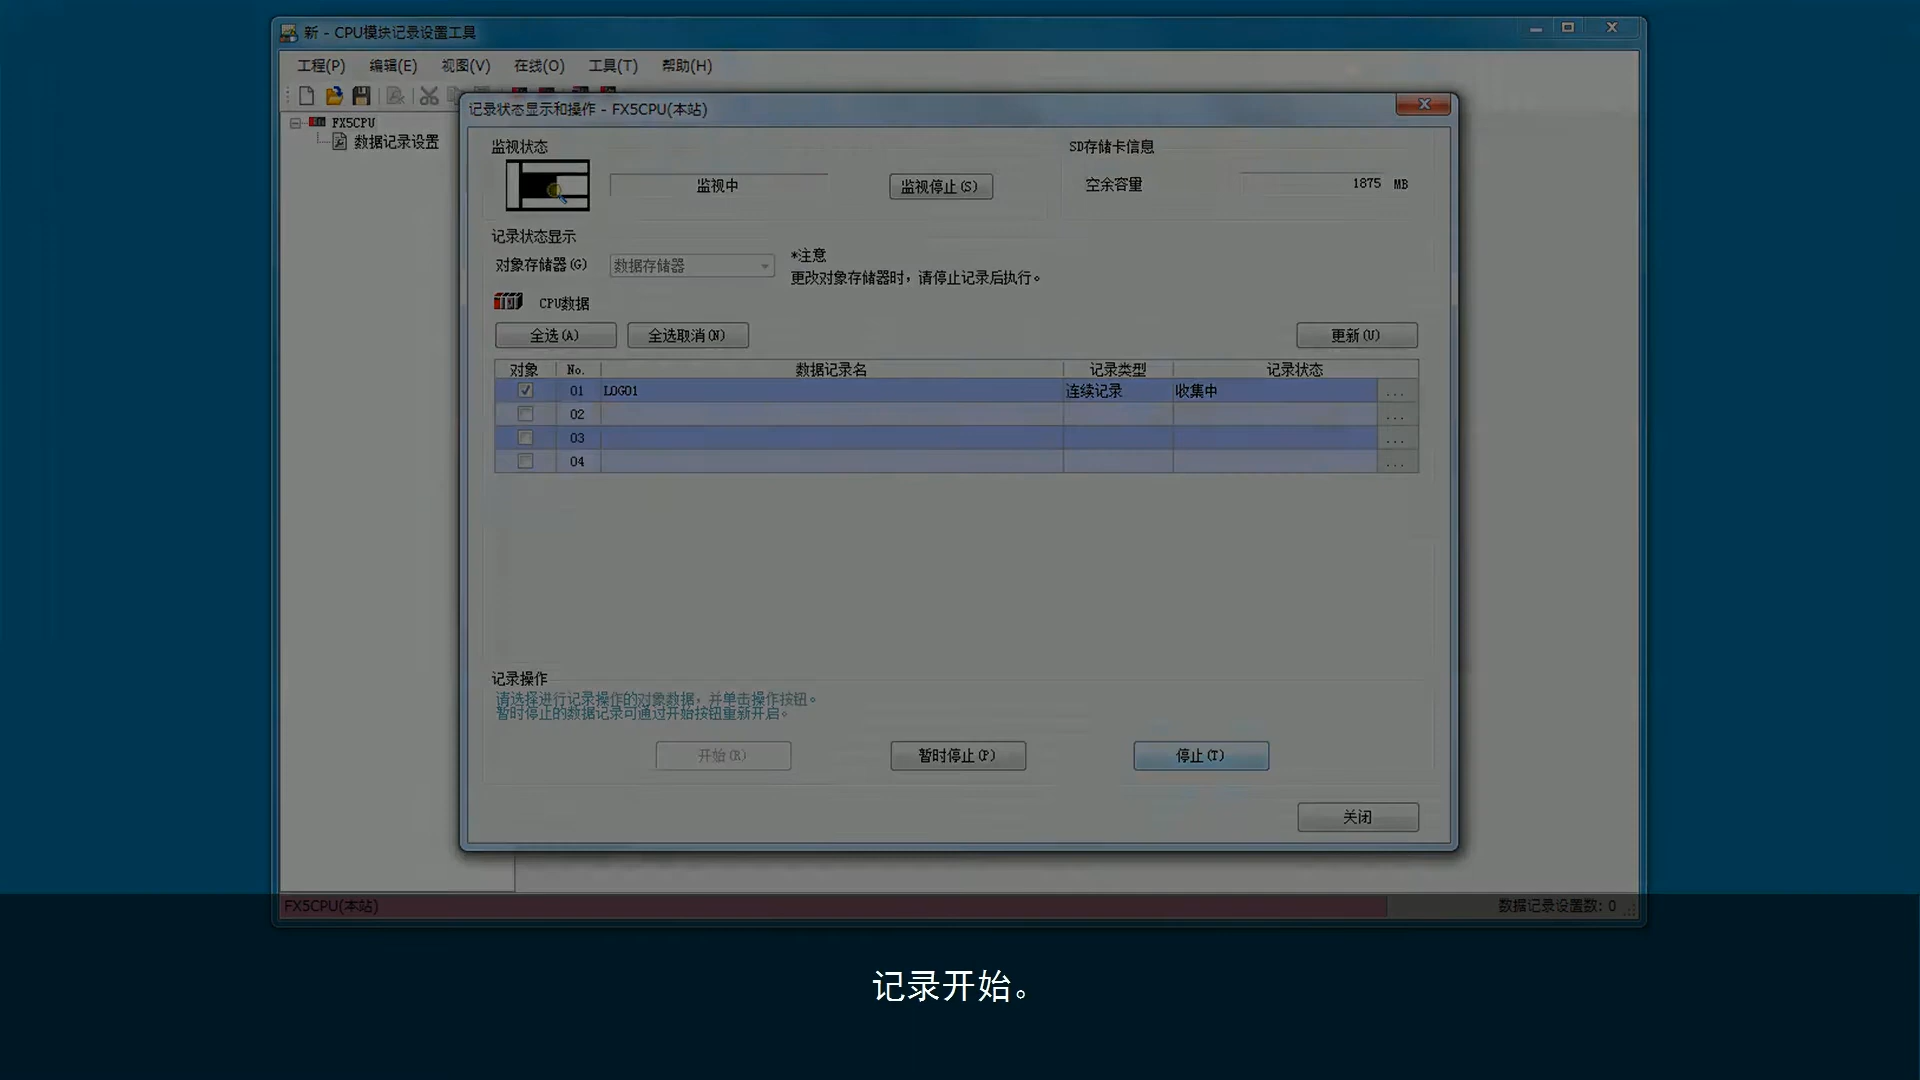 新 - CPU模块记录设置工具
工程(P) 编辑(E) 视图(V) 在线(O) 工具(T) 帮助(H)
FX5CPU
数据记录设置
记录状态显示和操作 - FX5CPU(本站)
监视状态
监视中
监视停止(S)
SD存储卡信息
空余容量 1875 MB
记录状态显示
对象存储器(G) 数据存储器
*注意
更改对象存储器时，请停止记录后执行。
CPU数据
全选(A) 全选取消(N) 更新(U)
对象 No. 数据记录名 记录类型 记录状态
01 LOG01 连续记录 收集中 ...
02 ...
03 ...
04 ...
记录操作
请选择进行记录操作的对象数据，并单击操作按钮。
暂时停止的数据记录可通过开始按钮重新开启。
开始(R) 暂时停止(P) 停止(T)
关闭
FX5CPU(本站) 数据记录设置数: 0
记录开始。